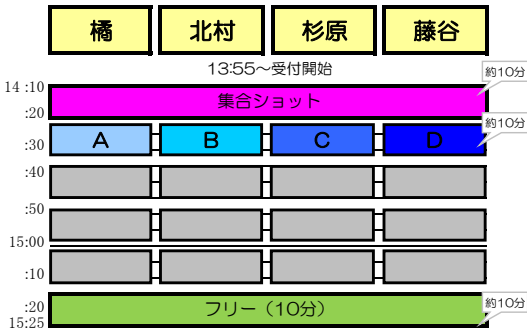 橘 北村 杉原 藤谷
13:55～受付開始
約10分
14 :10
集合ショット
:20
約10分
:30
A B C D
:40
:50
15:00
:10
:20
フリー（10分）
約10分
15:25